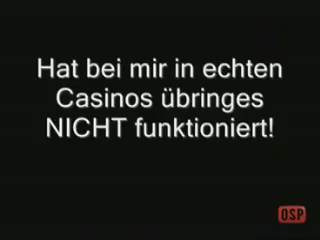 Hat bei mir in echten
Casinos übringes
NICHT funktioniert!
OSP